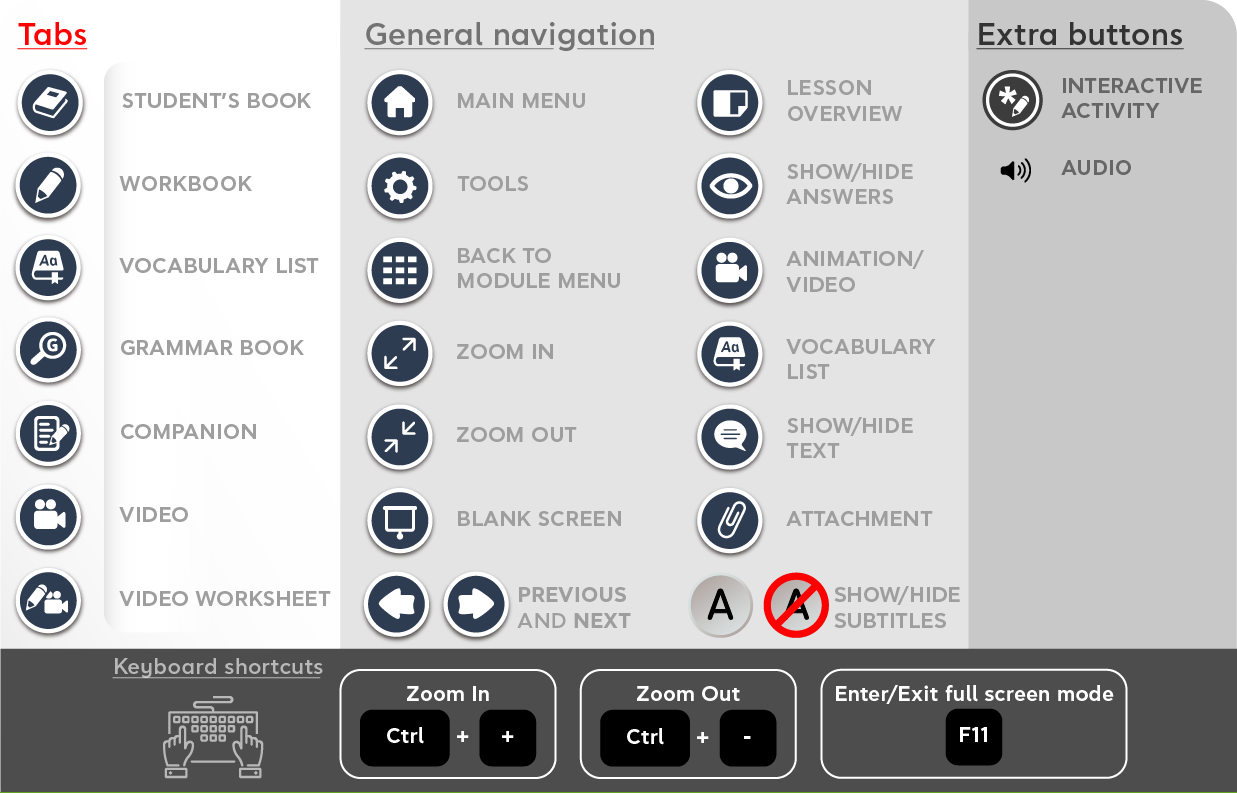 Tabs
STUDENT'S BOOK
WORKBOOK
Aa
VOCABULARY LIST
G
GRAMMAR BOOK
COMPANION
VIDEO
VIDEO WORKSHEET
General navigation
MAIN MENU
TOOLS
BACK TO
MODULE MENU
ZOOM IN
ZOOM OUT
BLANK SCREEN
PREVIOUS
AND NEXT
LESSON
OVERVIEW
SHOW/HIDE
ANSWERS
ANIMATION/
VIDEO
Aa
VOCABULARY
LIST
SHOW/HIDE
TEXT
ATTACHMENT
A
A
SHOW/HIDE
SUBTITLES
Extra buttons
INTERACTIVE
ACTIVITY
AUDIO
Keyboard shortcuts
Zoom In
Ctrl + +
Zoom Out
Ctrl + -
Enter/Exit full screen mode
F11